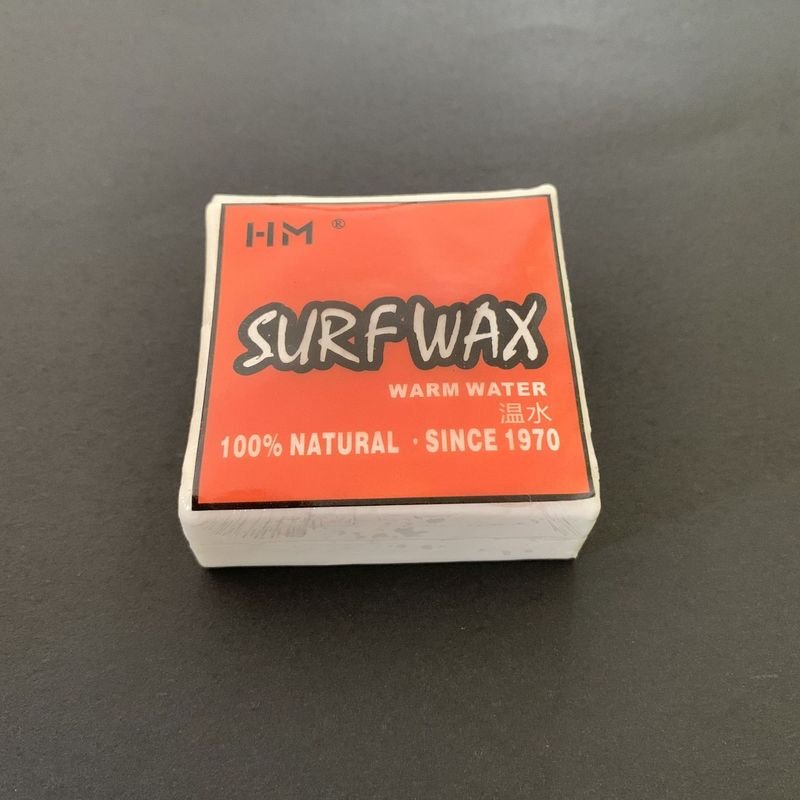 HM ®
SURF WAX
WARM WATER
温水
100% NATURAL · SINCE 1970